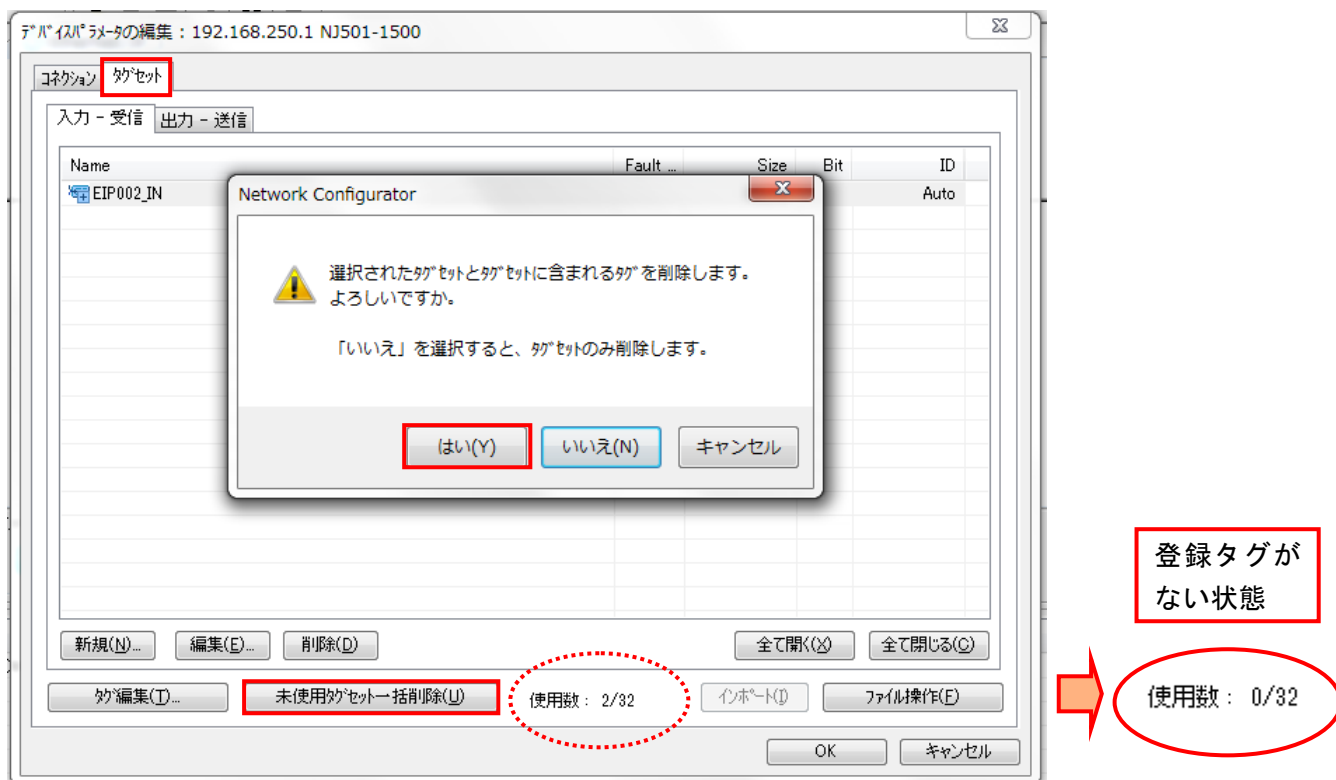 ﾃﾞﾊﾞｲｽﾊﾟﾗﾒｰﾀの編集 : 192.168.250.1 NJ501-1500
ｺﾈｸｼｮﾝ ﾀｸﾞｾｯﾄ
入力 - 受信 出力 - 送信
Name Fault ... Size Bit ID
EIP002_IN Auto
Network Configurator
選択されたﾀｸﾞｾｯﾄとﾀｸﾞｾｯﾄに含まれるﾀｸﾞを削除します。
よろしいですか。
「いいえ」を選択すると、ﾀｸﾞｾｯﾄのみ削除します。
はい(Y) いいえ(N) キャンセル
新規(N)... 編集(E)... 削除(D) 全て開く(X) 全て閉じる(C)
ﾀｸﾞ編集(T)... 未使用ﾀｸﾞｾｯﾄ一括削除(U) 使用数 : 2/32 ｲﾝﾎﾟｰﾄ(I) ﾌｧｲﾙ操作(F)
OK キャンセル
登録タグが
ない状態
使用数 : 0/32